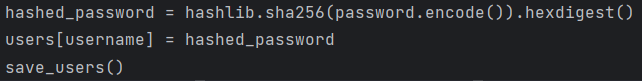 hashed_password = hashlib.sha256(password.encode()).hexdigest()
users[username] = hashed_password
save_users()